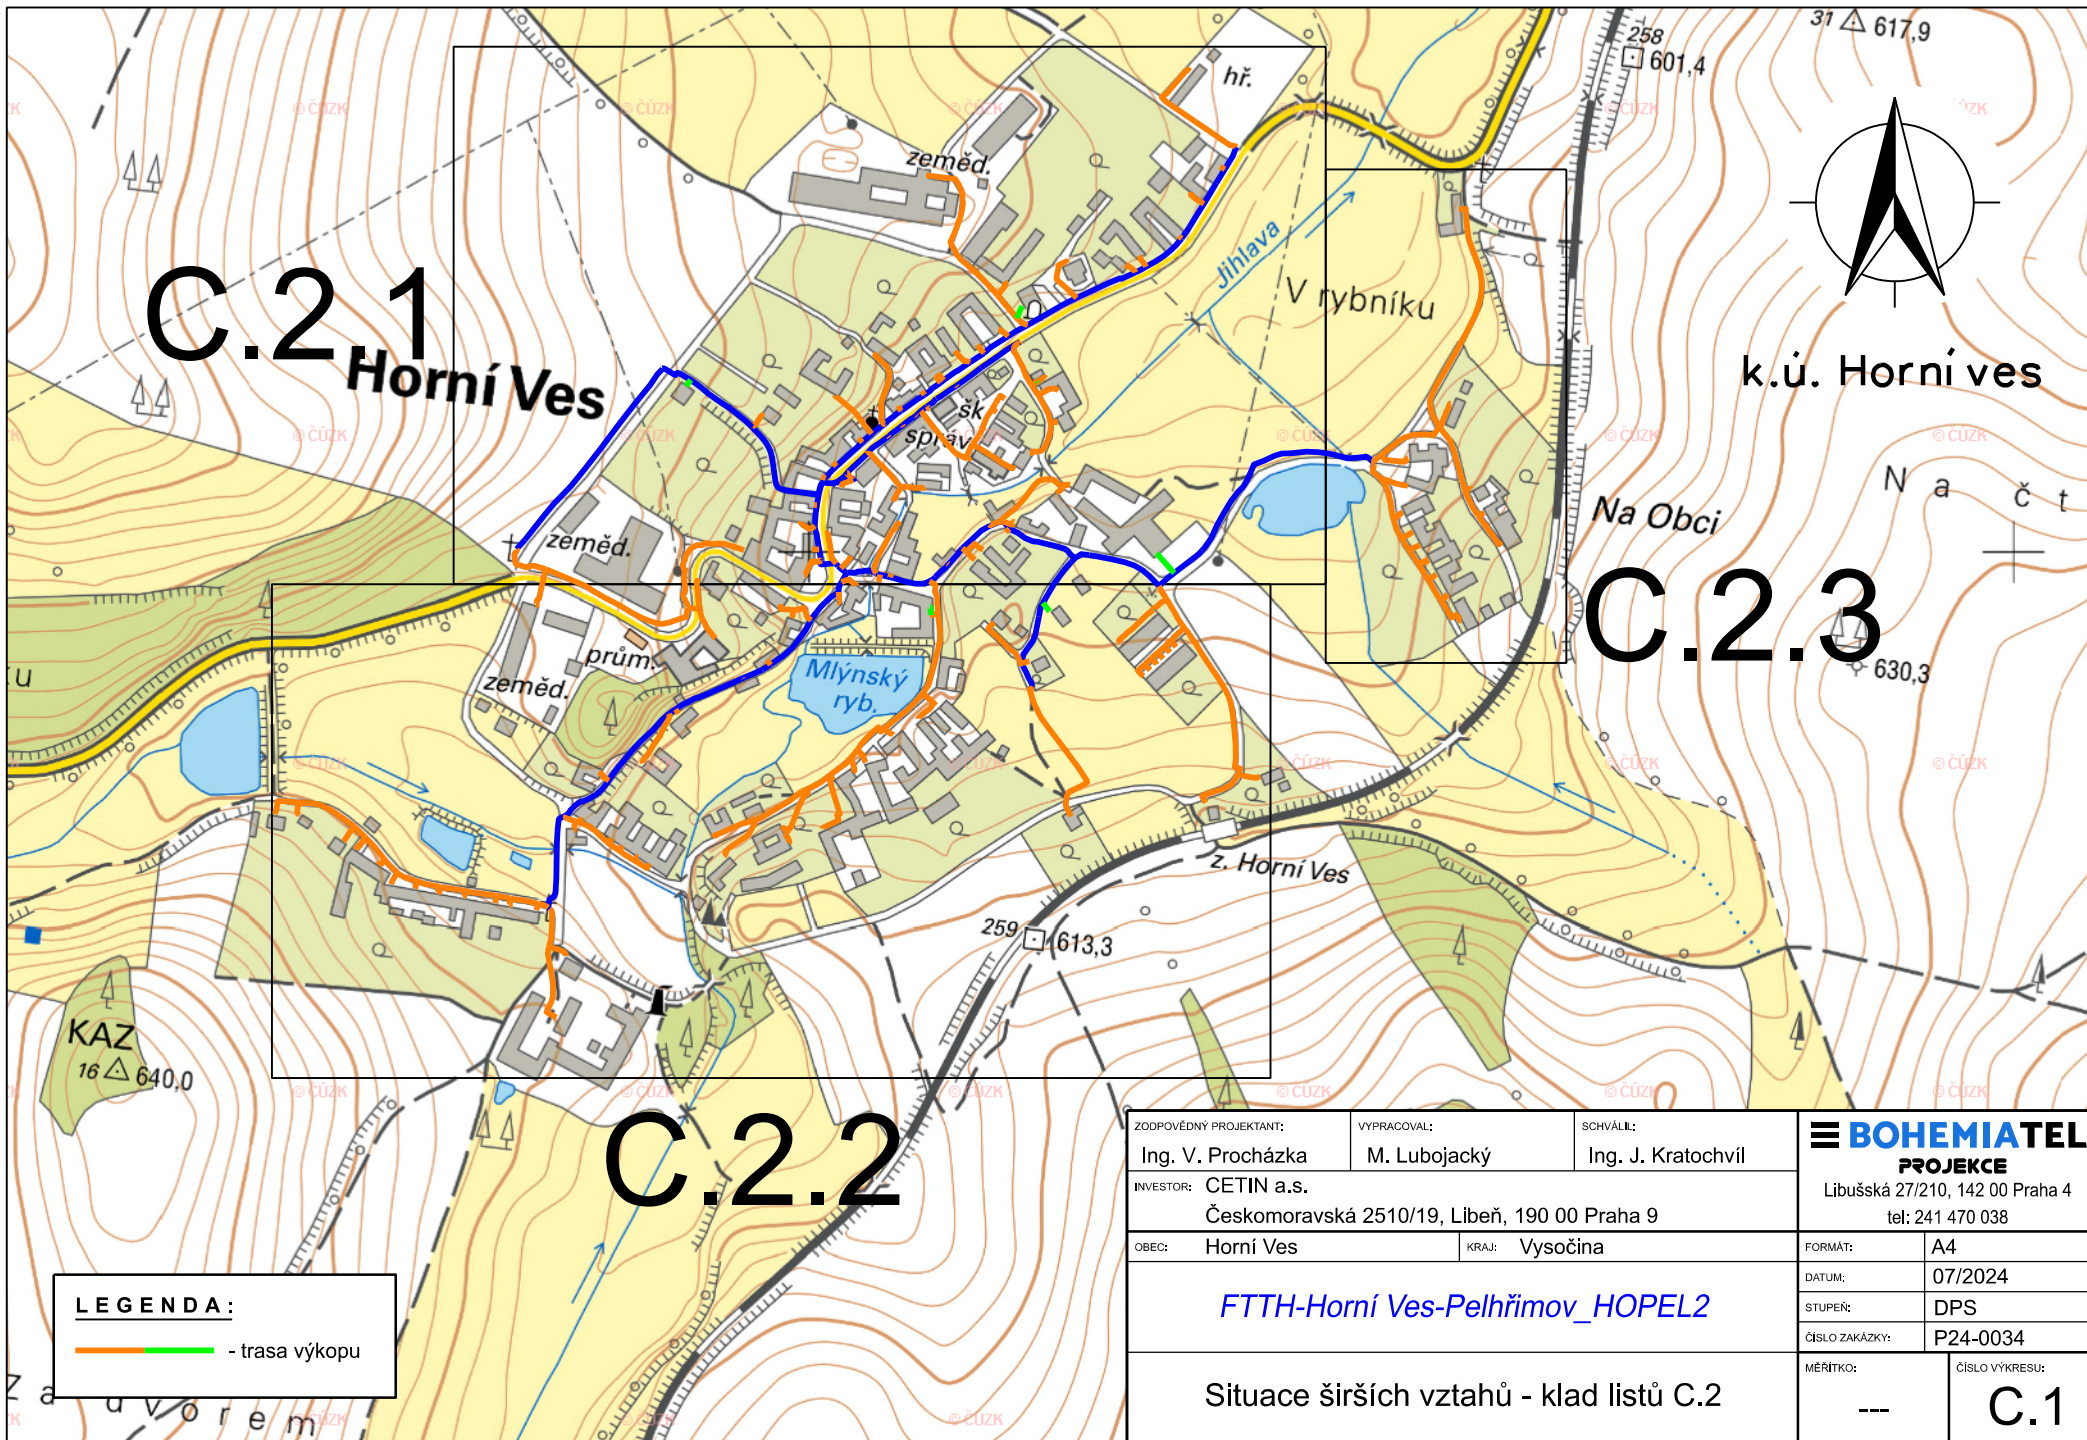 31 617,9
258
601,4
hř.
zeměd.
Jihlava
V rybníku
C.2.1
Horní Ves
k.ú. Horní ves
šk
správ.
N a č t
Na Obci
zeměd.
C.2.3
prům.
zeměd.
Mlýnský
ryb.
630,3
z. Horní Ves
259 613,3
KAZ
16 640,0
C.2.2
© ČÚZK
LEGENDA:
- trasa výkopu
Za dvorem
ZODPOVĚDNÝ PROJEKTANT:
Ing. V. Procházka
VYPRACOVAL:
M. Lubojacký
SCHVÁLIL:
Ing. J. Kratochvíl
BOHEMIATEL
PROJEKCE
Libušská 27/210, 142 00 Praha 4
tel: 241 470 038
INVESTOR: CETIN a.s.
Českomoravská 2510/19, Libeň, 190 00 Praha 9
OBEC: Horní Ves
KRAJ: Vysočina
FORMÁT: A4
DATUM: 07/2024
STUPEŇ: DPS
ČÍSLO ZAKÁZKY: P24-0034
FTTH-Horní Ves-Pelhřimov_HOPEL2
Situace širších vztahů - klad listů C.2
MĚŘÍTKO:
---
ČÍSLO VÝKRESU:
C.1